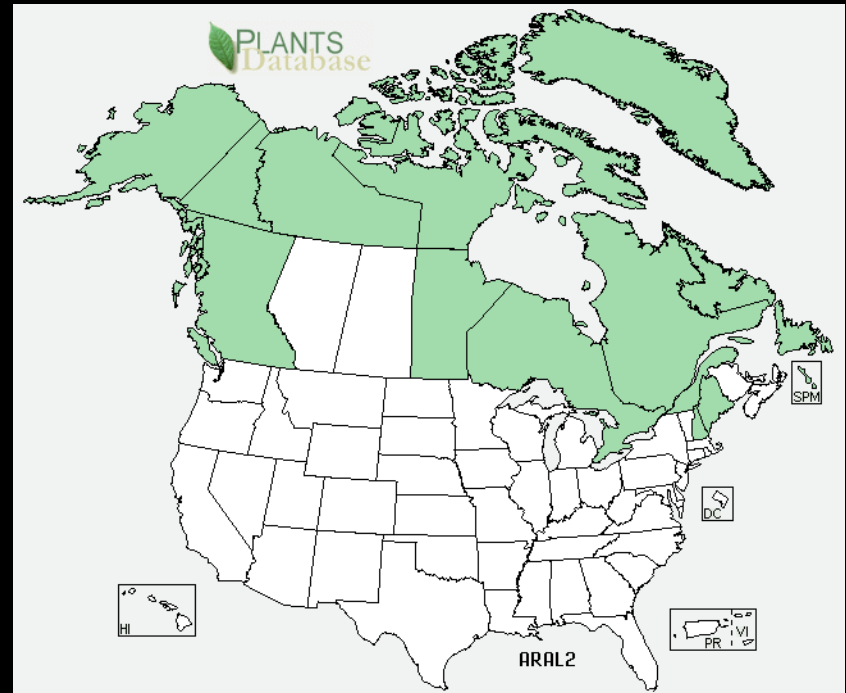 PLANTS
Database
SPM
DC
HI
PR
VI
ARAL2